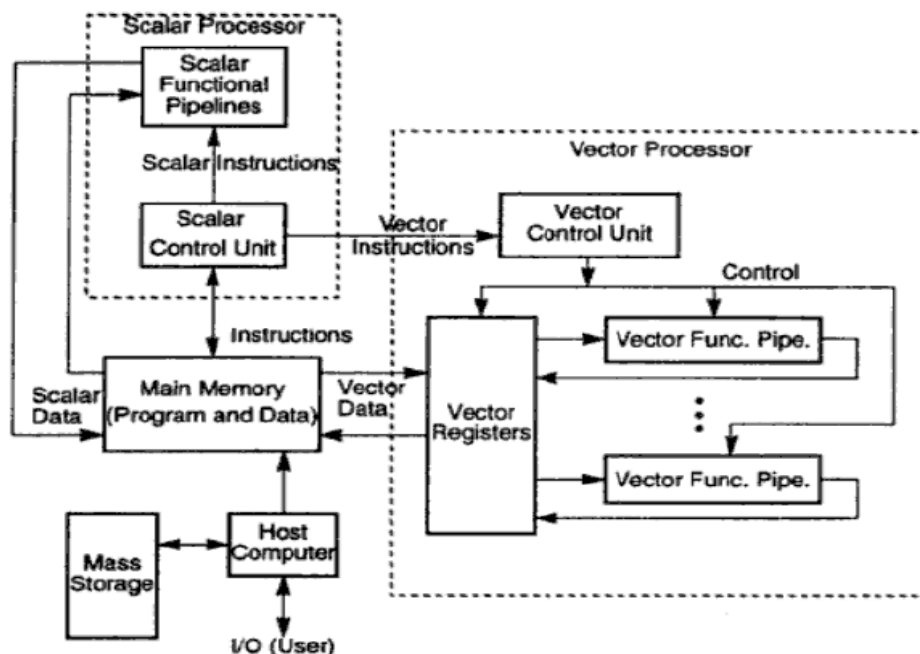 Scalar Processor
Scalar
Functional
Pipelines
Scalar Instructions
Scalar
Control Unit
Vector
Instructions
Vector Processor
Vector
Control Unit
Control
Instructions
Vector Func. Pipe.
Scalar
Data
Main Memory
(Program and Data)
Vector
Data
Vector
Registers
Vector Func. Pipe.
Mass
Storage
Host
Computer
I/O (User)